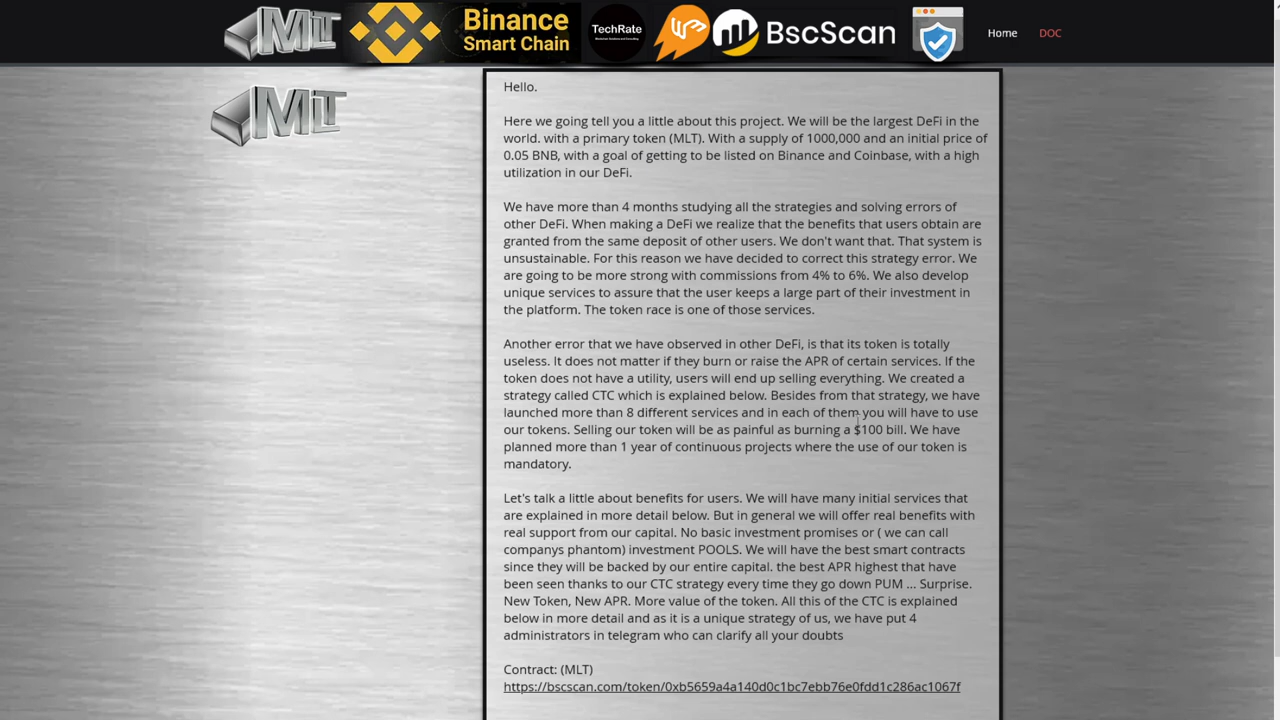 MLT
Binance
Smart Chain
TechRate
BscScan
Home
DOC
MLT
Hello.
Here we going tell you a little about this project. We will be the largest DeFi in the
world. with a primary token (MLT). With a supply of 1000,000 and an initial price of
0.05 BNB, with a goal of getting to be listed on Binance and Coinbase, with a high
utilization in our DeFi.
We have more than 4 months studying all the strategies and solving errors of
other DeFi. When making a DeFi we realize that the benefits that users obtain are
granted from the same deposit of other users. We don't want that. That system is
unsustainable. For this reason we have decided to correct this strategy error. We
are going to be more strong with commissions from 4% to 6%. We also develop
unique services to assure that the user keeps a large part of their investment in
the platform. The token race is one of those services.
Another error that we have observed in other DeFi, is that its token is totally
useless. It does not matter if they burn or raise the APR of certain services. If the
token does not have a utility, users will end up selling everything. We created a
strategy called CTC which is explained below. Besides from that strategy, we have
launched more than 8 different services and in each of them you will have to use
our tokens. Selling our token will be as painful as burning a $100 bill. We have
planned more than 1 year of continuous projects where the use of our token is
mandatory.
Let's talk a little about benefits for users. We will have many initial services that
are explained in more detail below. But in general we will offer real benefits with
real support from our capital. No basic investment promises or ( we can call
companys phantom) investment POOLS. We will have the best smart contracts
since they will be backed by our entire capital. the best APR highest that have
been seen thanks to our CTC strategy every time they go down PUM ... Surprise.
New Token, New APR. More value of the token. All this of the CTC is explained
below in more detail and as it is a unique strategy of us, we have put 4
administrators in telegram who can clarify all your doubts
Contract: (MLT)
https://bscscan.com/token/0xb5659a4a140d0c1bc7ebb76e0fdd1c286ac1067f